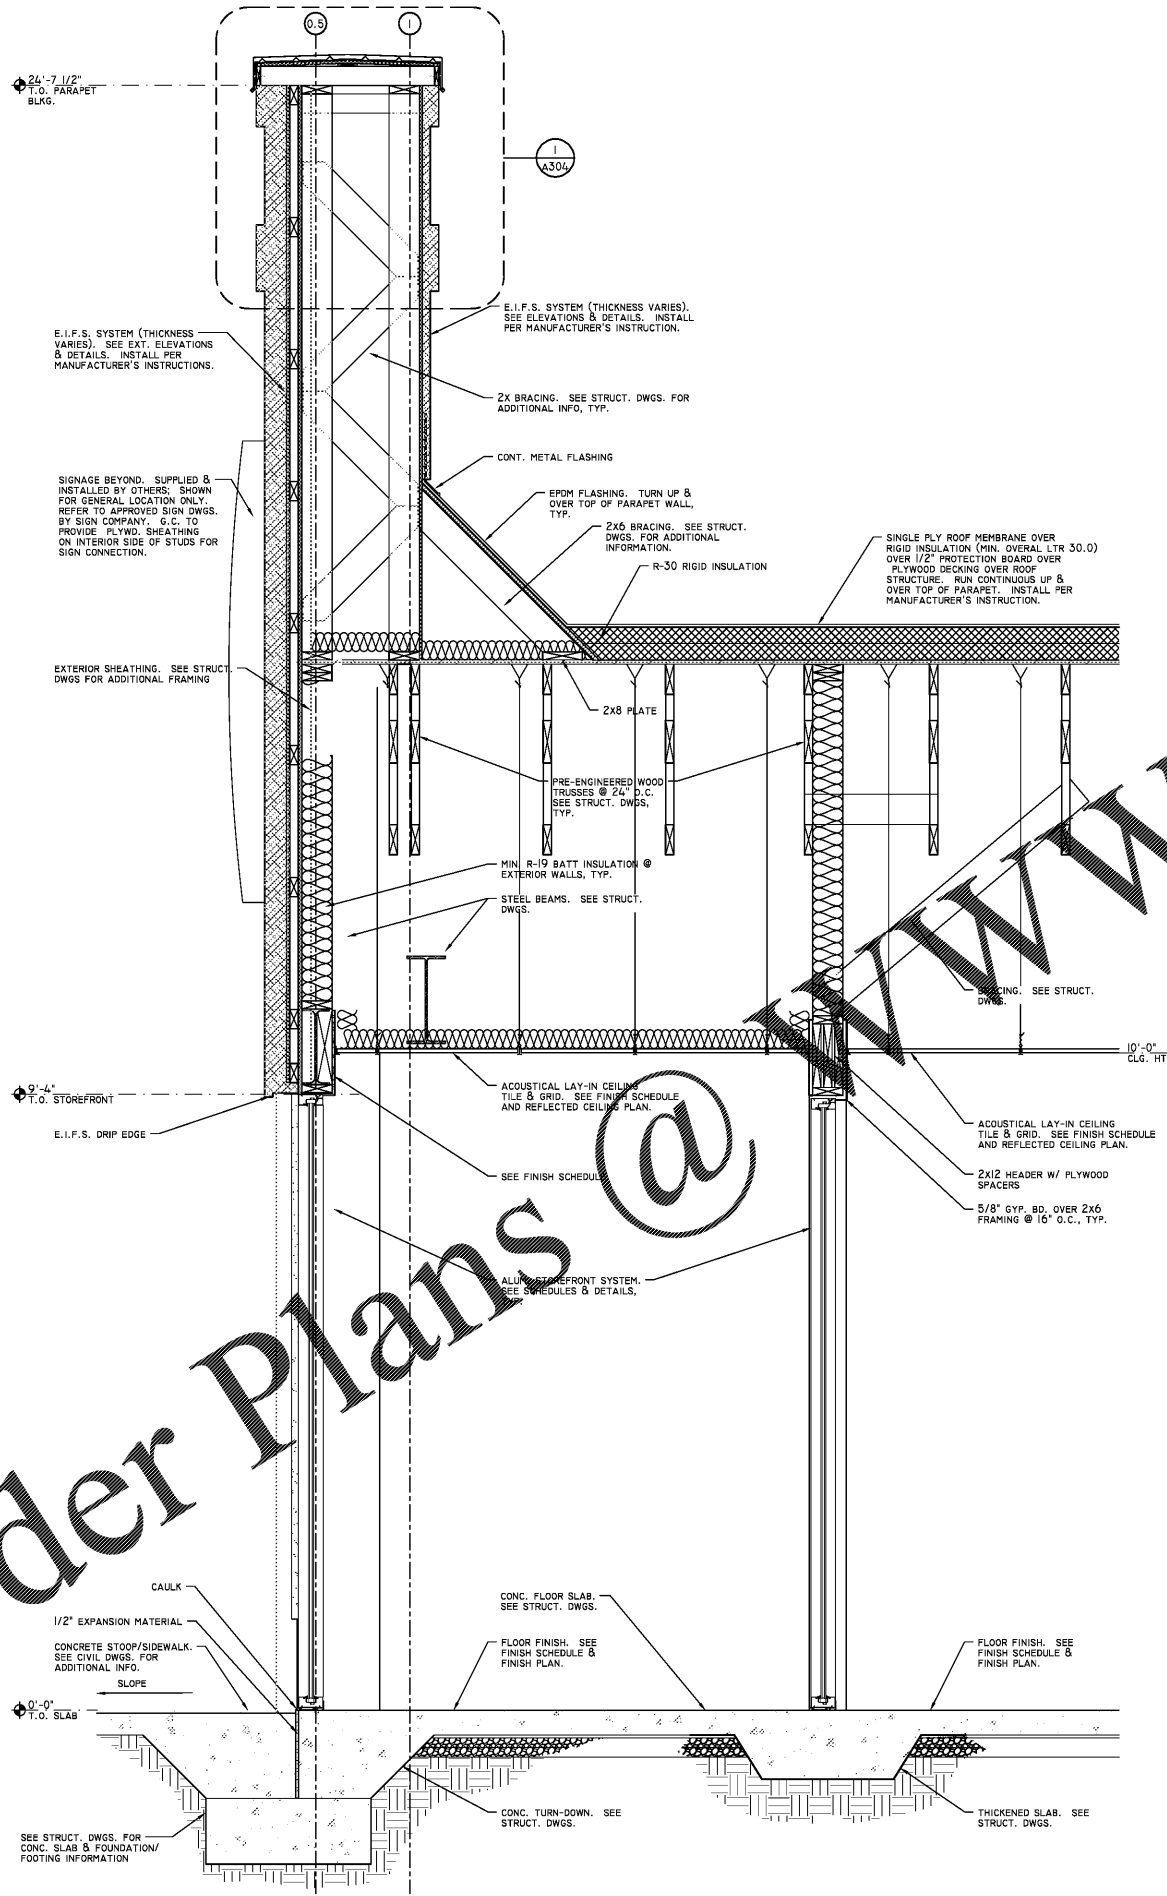 0.5
1
24'-7 1/2"
T.O. PARAPET
BLKG.
1
A304
E.I.F.S. SYSTEM (THICKNESS VARIES).
SEE ELEVATIONS & DETAILS. INSTALL
PER MANUFACTURER'S INSTRUCTION.
E.I.F.S. SYSTEM (THICKNESS
VARIES). SEE EXT. ELEVATIONS
& DETAILS. INSTALL PER
MANUFACTURER'S INSTRUCTIONS.
2X BRACING. SEE STRUCT. DWGS. FOR
ADDITIONAL INFO, TYP.
CONT. METAL FLASHING
SIGNAGE BEYOND. SUPPLIED &
INSTALLED BY OTHERS; SHOWN
FOR GENERAL LOCATION ONLY.
REFER TO APPROVED SIGN DWGS.
BY SIGN COMPANY. G.C. TO
PROVIDE PLYWD. SHEATHING
ON INTERIOR SIDE OF STUDS FOR
SIGN CONNECTION.
EPDM FLASHING. TURN UP &
OVER TOP OF PARAPET WALL,
TYP.
2X6 BRACING. SEE STRUCT.
DWGS. FOR ADDITIONAL
INFORMATION.
R-30 RIGID INSULATION
SINGLE PLY ROOF MEMBRANE OVER
RIGID INSULATION (MIN. OVERAL LTR 30.0)
OVER 1/2" PROTECTION BOARD OVER
PLYWOOD DECKING OVER ROOF
STRUCTURE. RUN CONTINUOUS UP &
OVER TOP OF PARAPET. INSTALL PER
MANUFACTURER'S INSTRUCTION.
EXTERIOR SHEATHING. SEE STRUCT.
DWGS FOR ADDITIONAL FRAMING
2X8 PLATE
PRE-ENGINEERED WOOD
TRUSSES @ 24" O.C.
SEE STRUCT. DWGS,
TYP.
MIN. R-19 BATT INSULATION @
EXTERIOR WALLS, TYP.
STEEL BEAMS. SEE STRUCT.
DWGS.
BRACING. SEE STRUCT.
DWGS.
10'-0"
CLG. HT
9'-4"
T.O. STOREFRONT
ACOUSTICAL LAY-IN CEILING
TILE & GRID. SEE FINISH SCHEDULE
AND REFLECTED CEILING PLAN.
E.I.F.S. DRIP EDGE
ACOUSTICAL LAY-IN CEILING
TILE & GRID. SEE FINISH SCHEDULE
AND REFLECTED CEILING PLAN.
SEE FINISH SCHEDULE
2X12 HEADER W/ PLYWOOD
SPACERS
5/8" GYP. BD. OVER 2X6
FRAMING @ 16" O.C., TYP.
ALUM. STOREFRONT SYSTEM.
SEE SCHEDULES & DETAILS,
TYP.
der Plans @ www
CAULK
1/2" EXPANSION MATERIAL
CONCRETE STOOP/SIDEWALK.
SEE CIVIL DWGS. FOR
ADDITIONAL INFO.
SLOPE
CONC. FLOOR SLAB.
SEE STRUCT. DWGS.
FLOOR FINISH. SEE
FINISH SCHEDULE &
FINISH PLAN.
FLOOR FINISH. SEE
FINISH SCHEDULE &
FINISH PLAN.
0'-0"
T.O. SLAB
CONC. TURN-DOWN. SEE
STRUCT. DWGS.
THICKENED SLAB. SEE
STRUCT. DWGS.
SEE STRUCT. DWGS. FOR
CONC. SLAB & FOUNDATION/
FOOTING INFORMATION